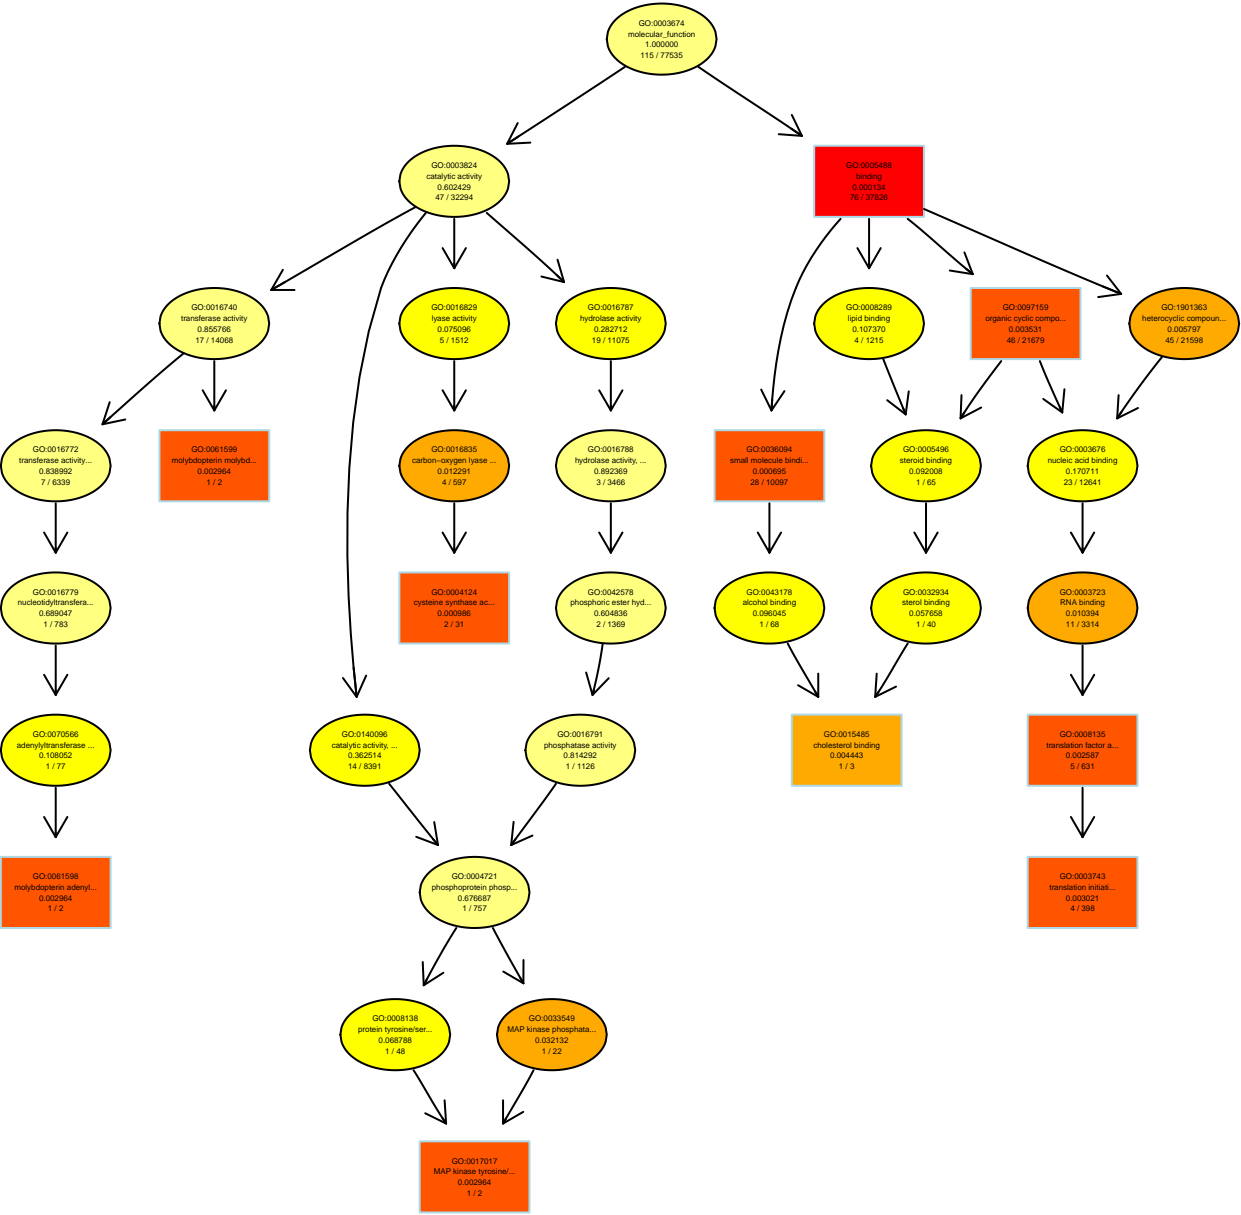 GO:0003674
molecular_function
1.000000
115 / 77535
GO:0003824
catalytic activity
0.602429
47 / 32294
GO:0005488
binding
0.000134
76 / 37826
GO:0016740
transferase activity
0.855766
17 / 14068
GO:0016829
lyase activity
0.075096
5 / 1512
GO:0016787
hydrolase activity
0.282712
19 / 11075
GO:0008289
lipid binding
0.107370
4 / 1215
GO:0097159
organic cyclic compo...
0.003531
46 / 21679
GO:1901363
heterocyclic compoun...
0.005797
45 / 21598
GO:0016772
transferase activity...
0.838992
7 / 6339
GO:0061599
molybdopterin molybd...
0.002964
1 / 2
GO:0016835
carbon−oxygen lyase ...
0.012291
4 / 597
GO:0016788
hydrolase activity, ...
0.892369
3 / 3466
GO:0036094
small molecule bindi...
0.000695
28 / 10097
GO:0005496
steroid binding
0.092008
1 / 65
GO:0003676
nucleic acid binding
0.170711
23 / 12641
GO:0016779
nucleotidyltransfera...
0.689047
1 / 783
GO:0004124
cysteine synthase ac...
0.000986
2 / 31
GO:0042578
phosphoric ester hyd...
0.604836
2 / 1369
GO:0043178
alcohol binding
0.096045
1 / 68
GO:0032934
sterol binding
0.057658
1 / 40
GO:0003723
RNA binding
0.010394
11 / 3314
GO:0070566
adenylyltransferase ...
0.108052
1 / 77
GO:0140096
catalytic activity, ...
0.362514
14 / 8391
GO:0016791
phosphatase activity
0.814292
1 / 1126
GO:0015485
cholesterol binding
0.004443
1 / 3
GO:0008135
translation factor a...
0.002587
5 / 631
GO:0061598
molybdopterin adenyl...
0.002964
1 / 2
GO:0004721
phosphoprotein phosp...
0.676687
1 / 757
GO:0003743
translation initiati...
0.003021
4 / 398
GO:0008138
protein tyrosine/ser...
0.068788
1 / 48
GO:0033549
MAP kinase phosphata...
0.032132
1 / 22
GO:0017017
MAP kinase tyrosine/...
0.002964
1 / 2